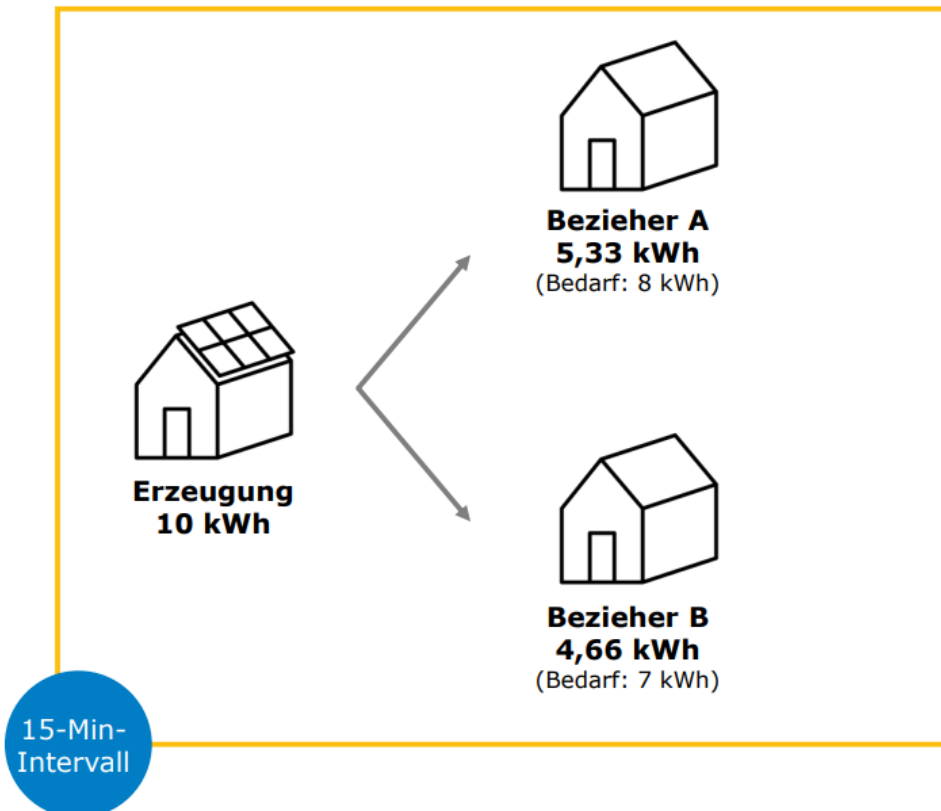 Bezieher A
5,33 kWh
(Bedarf: 8 kWh)
Erzeugung
10 kWh
Bezieher B
4,66 kWh
(Bedarf: 7 kWh)
15-Min-
Intervall